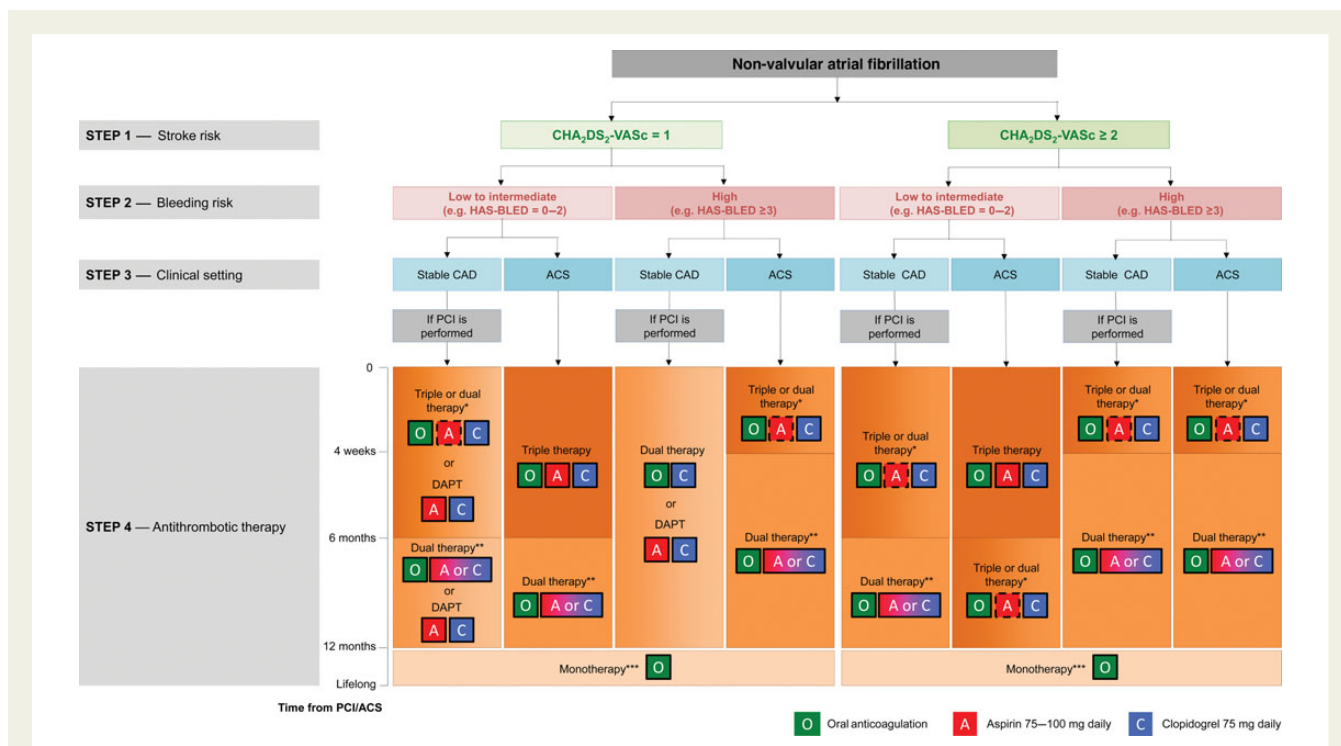 Non-valvular atrial fibrillation
STEP 1 — Stroke risk
CHA₂DS₂-VASc = 1
CHA₂DS₂-VASc ≥ 2
STEP 2 — Bleeding risk
Low to intermediate
(e.g. HAS-BLED = 0–2)
High
(e.g. HAS-BLED ≥3)
Low to intermediate
(e.g. HAS-BLED = 0–2)
High
(e.g. HAS-BLED ≥3)
STEP 3 — Clinical setting
Stable CAD
ACS
Stable CAD
ACS
Stable CAD
ACS
Stable CAD
ACS
If PCI is
performed
If PCI is
performed
If PCI is
performed
If PCI is
performed
STEP 4 — Antithrombotic therapy
0
4 weeks
6 months
12 months
Lifelong
Time from PCI/ACS
Triple or dual
therapy*
O A C
or
DAPT
A C
Dual therapy**
O A or C
or
DAPT
A C
Triple therapy
O A C
Dual therapy**
O A or C
Dual therapy
O C
or
DAPT
A C
Triple or dual
therapy*
O A C
Dual therapy**
O A or C
Triple or dual
therapy*
O A C
Dual therapy**
O A or C
Triple therapy
O A C
Triple or dual
therapy*
O A C
Triple or dual
therapy*
O A C
Dual therapy**
O A or C
Triple or dual
therapy*
O A C
Dual therapy**
O A or C
Monotherapy*** O
Monotherapy*** O
O Oral anticoagulation
A Aspirin 75–100 mg daily
C Clopidogrel 75 mg daily